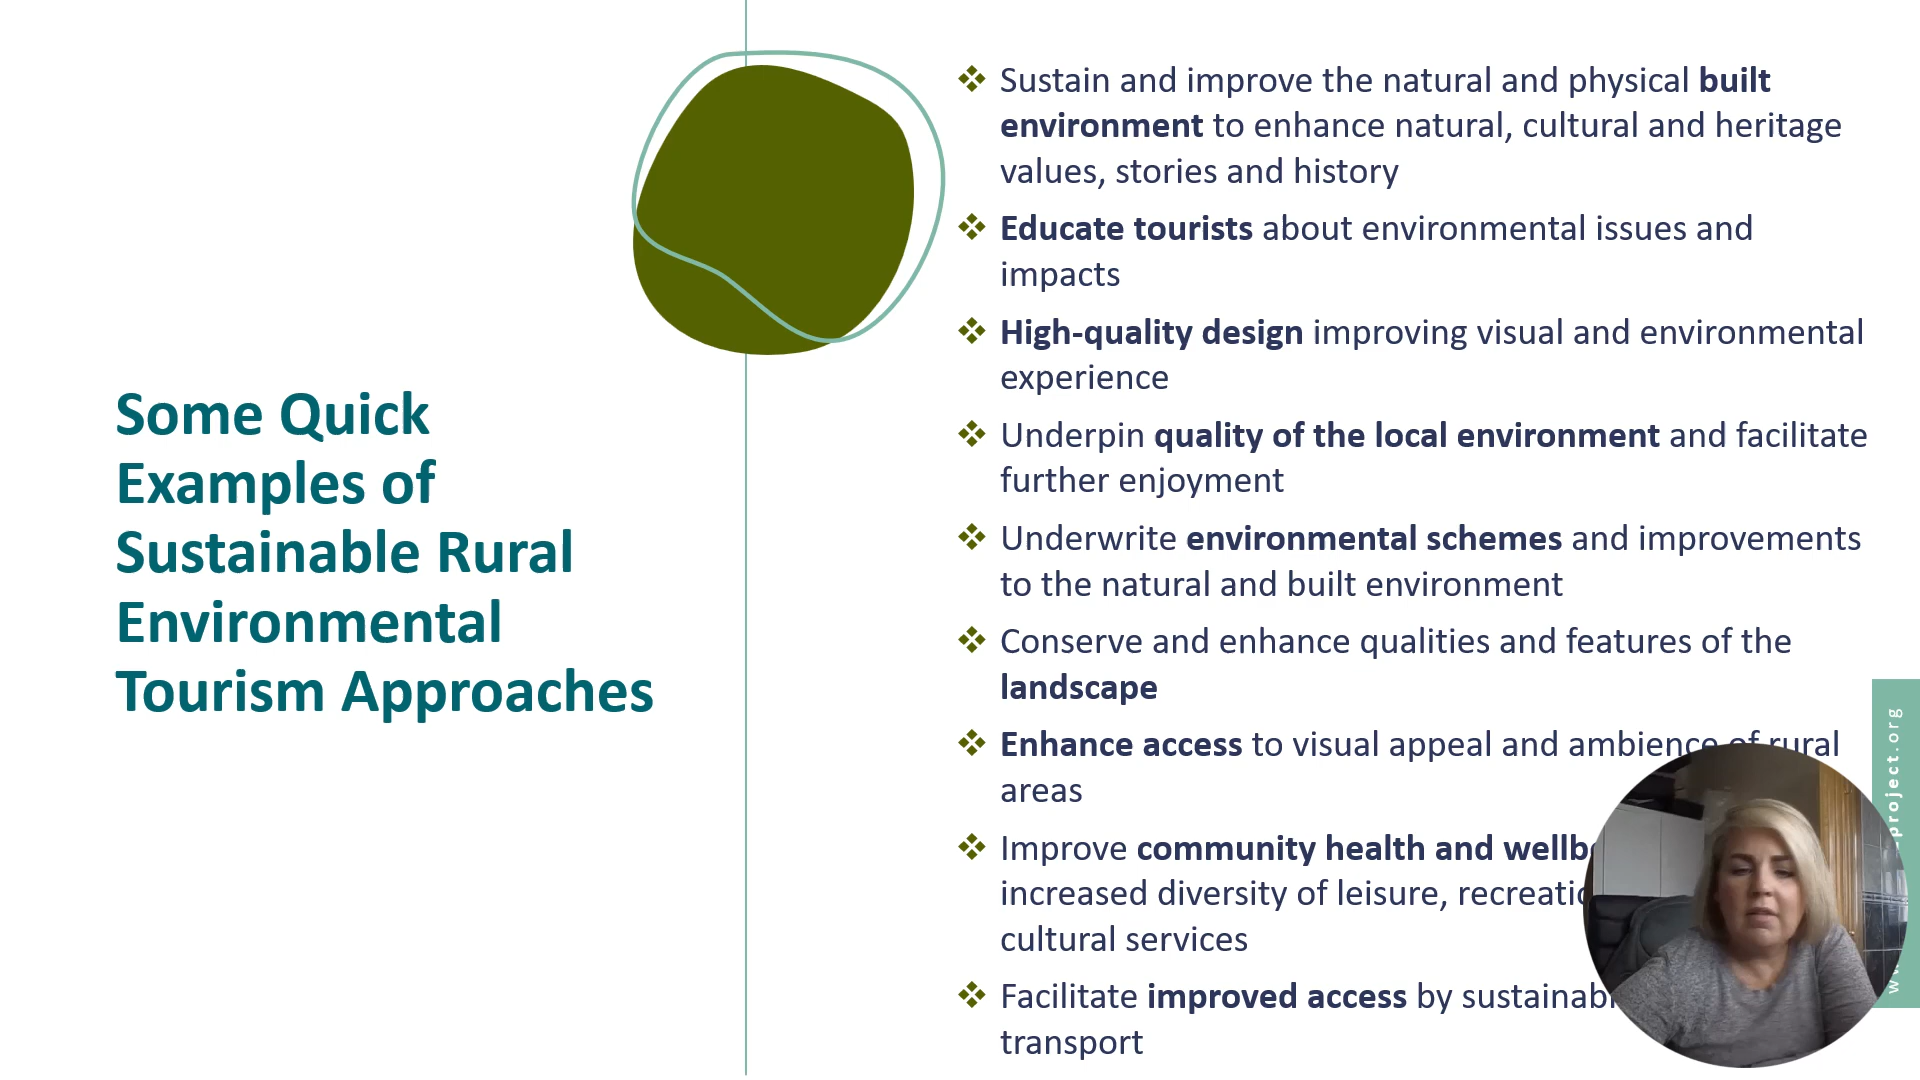 Some Quick
Examples of
Sustainable Rural
Environmental
Tourism Approaches
❖ Sustain and improve the natural and physical built
environment to enhance natural, cultural and heritage
values, stories and history
❖ Educate tourists about environmental issues and
impacts
❖ High-quality design improving visual and environmental
experience
❖ Underpin quality of the local environment and facilitate
further enjoyment
❖ Underwrite environmental schemes and improvements
to the natural and built environment
❖ Conserve and enhance qualities and features of the
landscape
❖ Enhance access to visual appeal and ambience of rural
areas
❖ Improve community health and
increased diversity of leisure,
cultural services
❖ Facilitate improved access by
transport
project.org